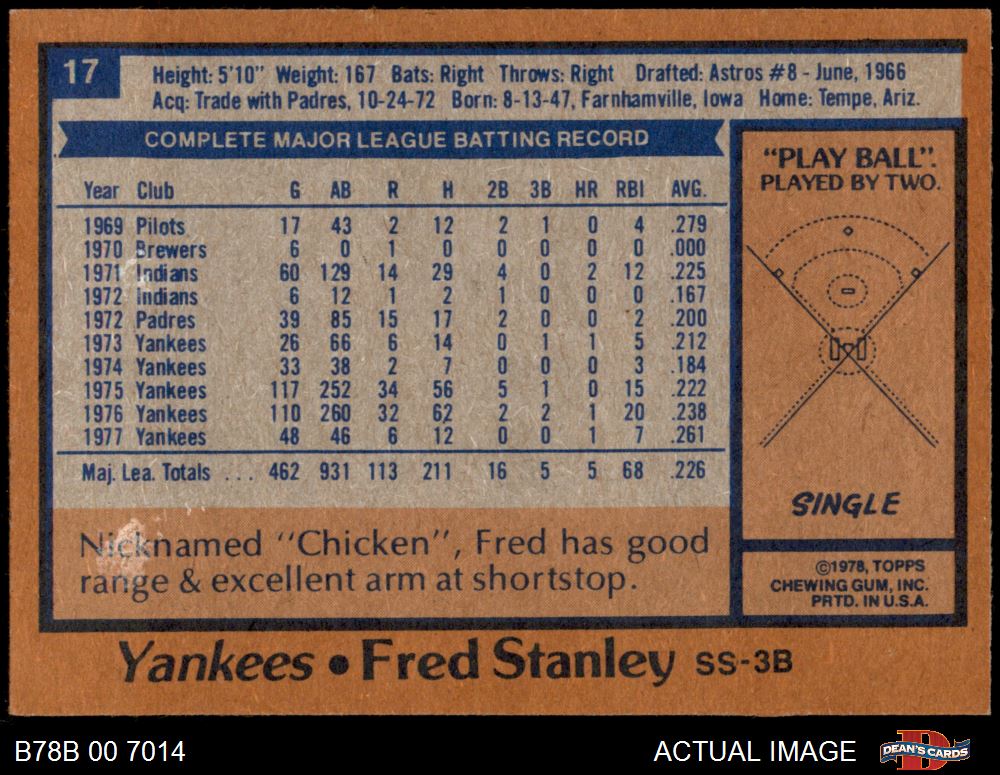 17
Height: 5'10" Weight: 167 Bats: Right Throws: Right Drafted: Astros #8 - June, 1966
Acq: Trade with Padres, 10-24-72 Born: 8-13-47, Farnhamville, Iowa Home: Tempe, Ariz.
COMPLETE MAJOR LEAGUE BATTING RECORD
Year Club G AB R H 2B 3B HR RBI AVG.
1969 Pilots 17 43 2 12 2 1 0 4 .279
1970 Brewers 6 0 1 0 0 0 0 0 .000
1971 Indians 60 129 14 29 4 0 2 12 .225
1972 Indians 6 12 1 2 1 0 0 0 .167
1972 Padres 39 85 15 17 2 0 0 2 .200
1973 Yankees 26 66 6 14 0 1 1 5 .212
1974 Yankees 33 38 2 7 0 0 0 3 .184
1975 Yankees 117 252 34 56 5 1 0 15 .222
1976 Yankees 110 260 32 62 2 2 1 20 .238
1977 Yankees 48 46 6 12 0 0 1 7 .261
Maj. Lea. Totals ... 462 931 113 211 16 5 5 68 .226
Nicknamed "Chicken", Fred has good
range & excellent arm at shortstop.
"PLAY BALL".
PLAYED BY TWO.
SINGLE
©1978, TOPPS
CHEWING GUM, INC.
PRTD. IN U.S.A.
Yankees • Fred Stanley SS-3B
B78B 00 7014
ACTUAL IMAGE
D
DEAN'S CARDS